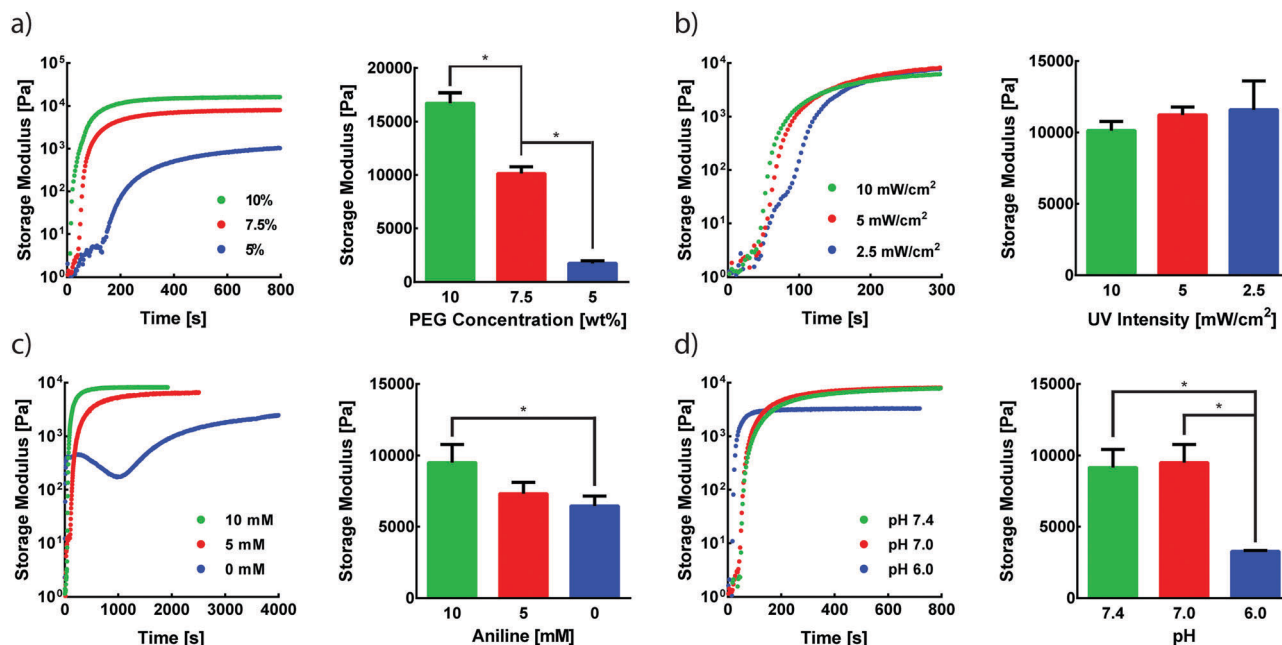 a)
Storage Modulus [Pa]
10⁵
10⁴
10³
10²
10¹
10⁰
0 200 400 600 800
Time [s]
10%
7.5%
5%
Storage Modulus [Pa]
20000
15000
10000
5000
0
*
*
10 7.5 5
PEG Concentration [wt%]
b)
Storage Modulus [Pa]
10⁴
10³
10²
10¹
10⁰
0 100 200 300
Time [s]
10 mW/cm²
5 mW/cm²
2.5 mW/cm²
Storage Modulus [Pa]
15000
10000
5000
0
10 5 2.5
UV Intensity [mW/cm²]
c)
Storage Modulus [Pa]
10⁴
10³
10²
10¹
10⁰
0 1000 2000 3000 4000
Time [s]
10 mM
5 mM
0 mM
Storage Modulus [Pa]
15000
10000
5000
0
*
10 5 0
Aniline [mM]
d)
Storage Modulus [Pa]
10⁴
10³
10²
10¹
10⁰
0 200 400 600 800
Time [s]
pH 7.4
pH 7.0
pH 6.0
Storage Modulus [Pa]
15000
10000
5000
0
*
*
7.4 7.0 6.0
pH